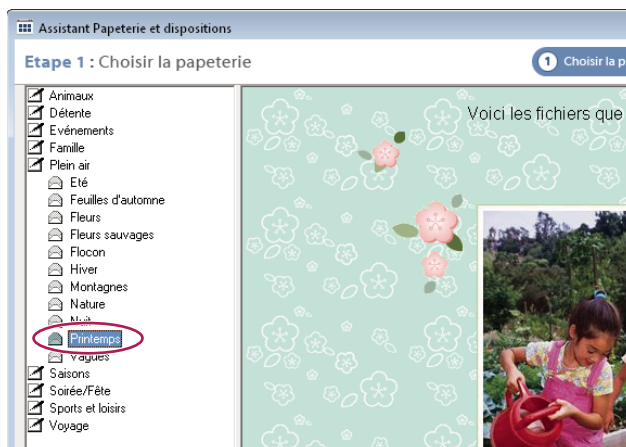 Assistant Papeterie et dispositions
Etape 1 : Choisir la papeterie
1 Choisir la p
Animaux
Détente
Evénements
Famille
Plein air
Eté
Feuilles d'automne
Fleurs
Fleurs sauvages
Flocon
Hiver
Montagnes
Nature
Nuit
Printemps
Vagues
Saisons
Soirée/Fête
Sports et loisirs
Voyage
Voici les fichiers que